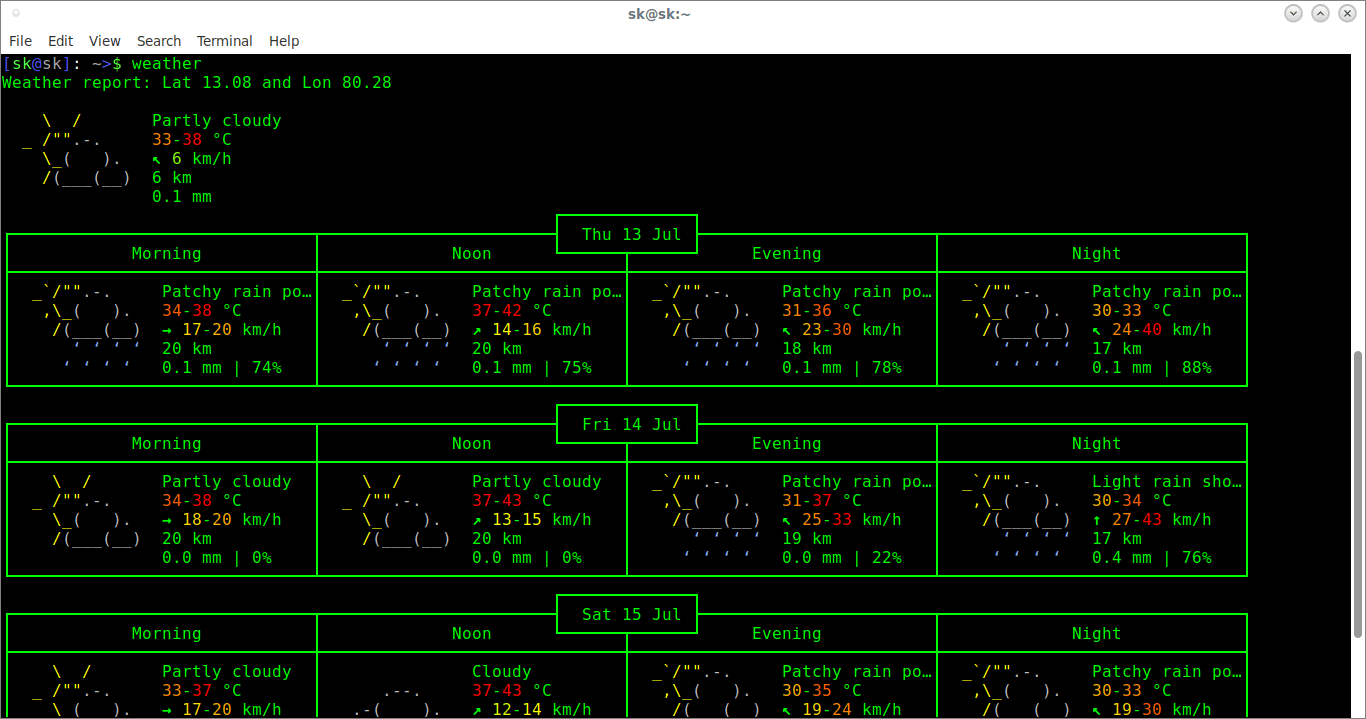 sk@sk:~
File Edit View Search Terminal Help
[sk@sk]: ~>$ weather
Weather report: Lat 13.08 and Lon 80.28
Partly cloudy
33-38 °C
↖ 6 km/h
6 km
0.1 mm
Thu 13 Jul
Morning Noon Evening Night
Patchy rain po… Patchy rain po… Patchy rain po… Patchy rain po…
34-38 °C 37-42 °C 31-36 °C 30-33 °C
→ 17-20 km/h ↗ 14-16 km/h ↖ 23-30 km/h ↖ 24-40 km/h
20 km 20 km 18 km 17 km
0.1 mm | 74% 0.1 mm | 75% 0.1 mm | 78% 0.1 mm | 88%
Fri 14 Jul
Morning Noon Evening Night
Partly cloudy Partly cloudy Patchy rain po… Light rain sho…
34-38 °C 37-43 °C 31-37 °C 30-34 °C
→ 18-20 km/h ↗ 13-15 km/h ↖ 25-33 km/h ↑ 27-43 km/h
20 km 20 km 19 km 17 km
0.0 mm | 0% 0.0 mm | 0% 0.0 mm | 22% 0.4 mm | 76%
Sat 15 Jul
Morning Noon Evening Night
Partly cloudy Cloudy Patchy rain po… Patchy rain po…
33-37 °C 37-43 °C 30-35 °C 30-33 °C
→ 17-20 km/h ↗ 12-14 km/h ↖ 19-24 km/h ↖ 19-30 km/h